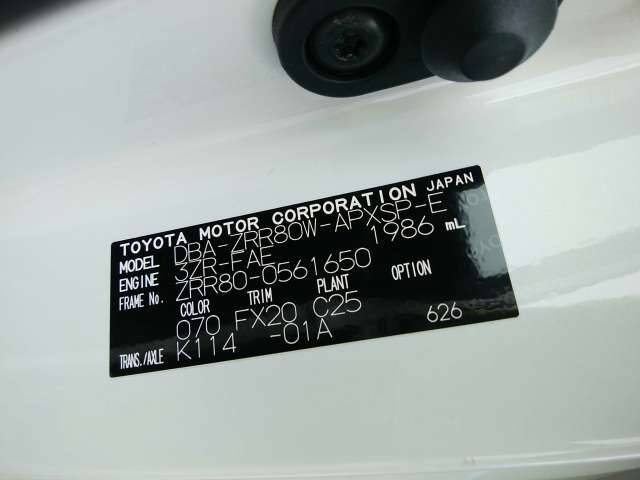 TOYOTA MOTOR CORPORATION JAPAN
MODEL DBA-ZRR80W-APXSP-E
ENGINE 3ZR-FAE 1986 mL
FRAME No. ZRR80-0561650
COLOR TRIM PLANT OPTION
070 FX20 C25
TRANS./AXLE K114 -01A 626